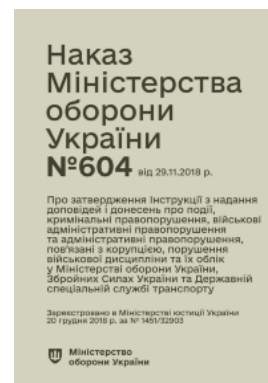 Наказ
Міністерства
оборони
України
№604 від 29.11.2018 р.
Про затвердження Інструкції з надання
доповідей і донесень про події,
кримінальні правопорушення, військові
адміністративні правопорушення
та адміністративні правопорушення,
пов’язані з корупцією, порушення
військової дисципліни та їх облік
у Міністерстві оборони України,
Збройних Силах України та Державній
спеціальній службі транспорту
Зареєстровано в Міністерстві юстиції України
20 грудня 2018 р. за № 1451/32903
Міністерство
оборони України